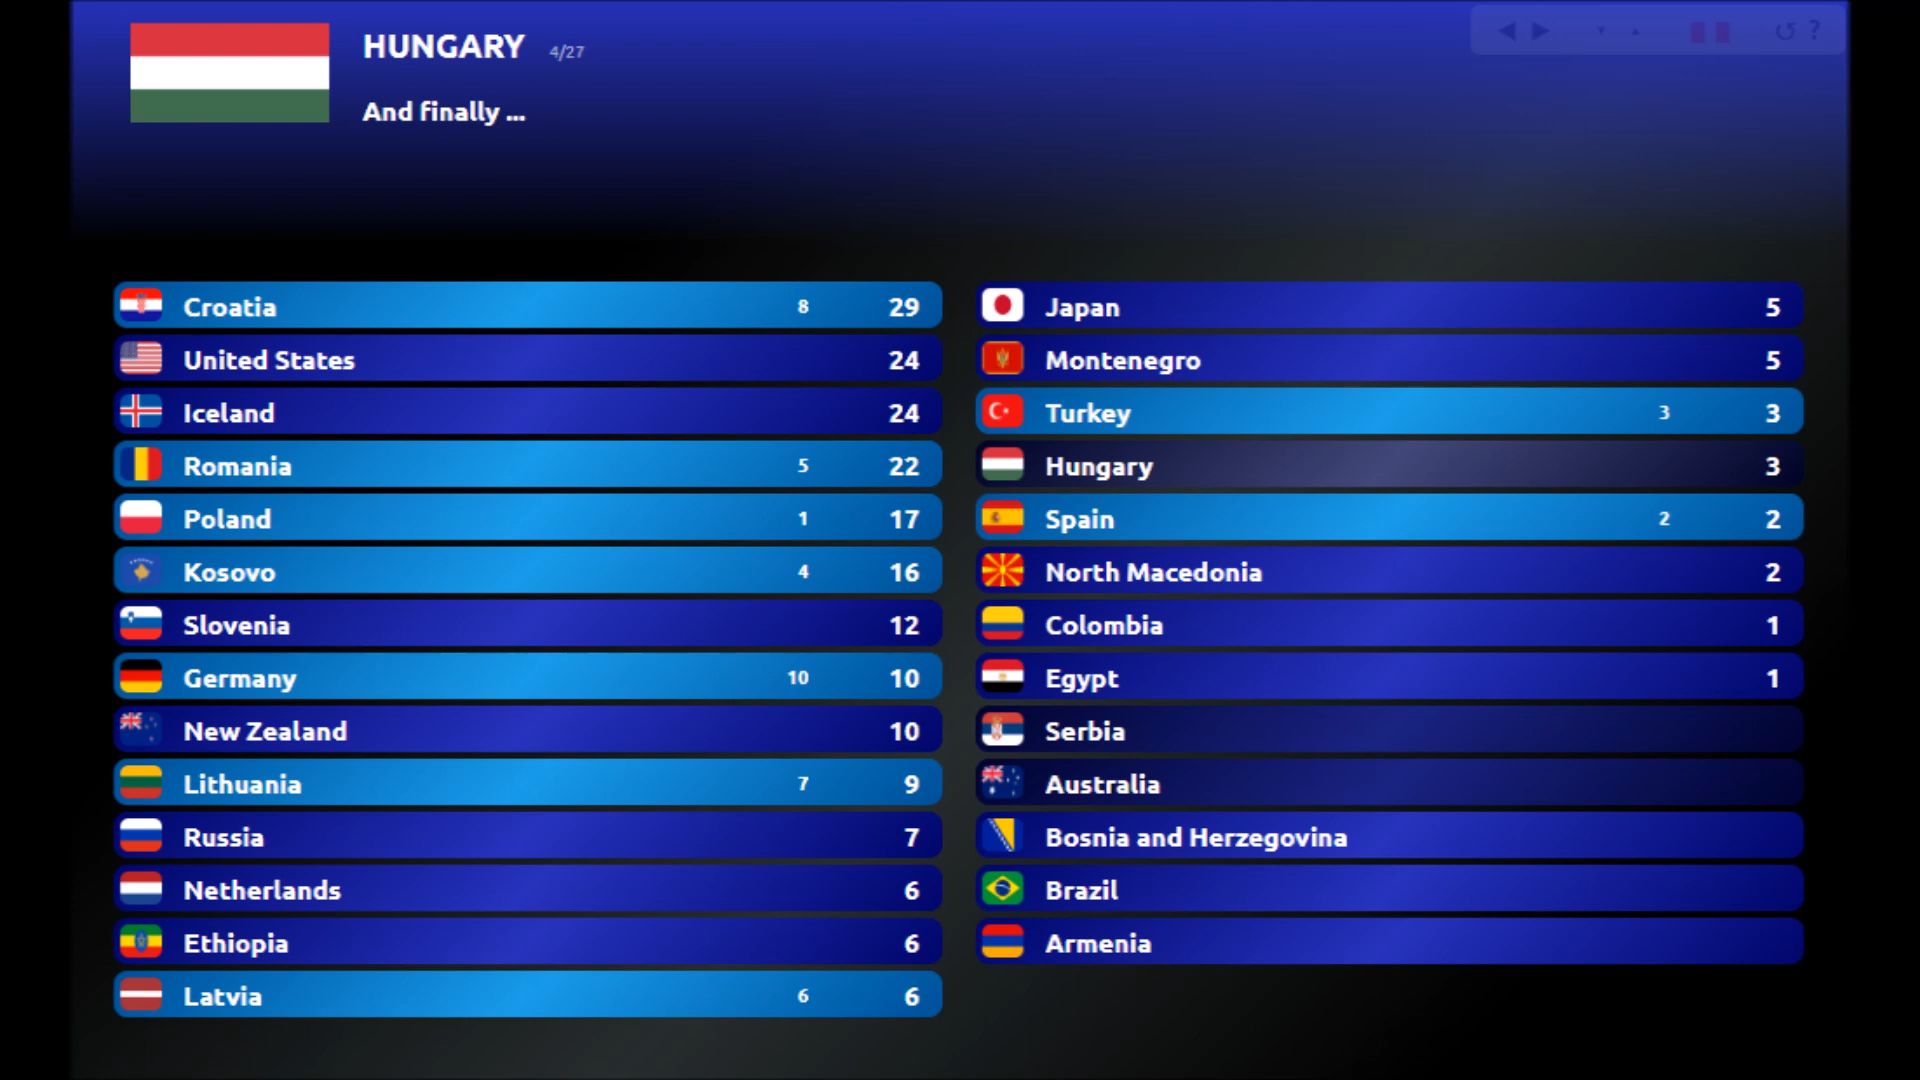 HUNGARY 4/27
And finally ...
Croatia 8 29
United States 24
Iceland 24
Romania 5 22
Poland 1 17
Kosovo 4 16
Slovenia 12
Germany 10 10
New Zealand 10
Lithuania 7 9
Russia 7
Netherlands 6
Ethiopia 6
Latvia 6 6
Japan 5
Montenegro 5
Turkey 3 3
Hungary 3
Spain 2 2
North Macedonia 2
Colombia 1
Egypt 1
Serbia
Australia
Bosnia and Herzegovina
Brazil
Armenia
?